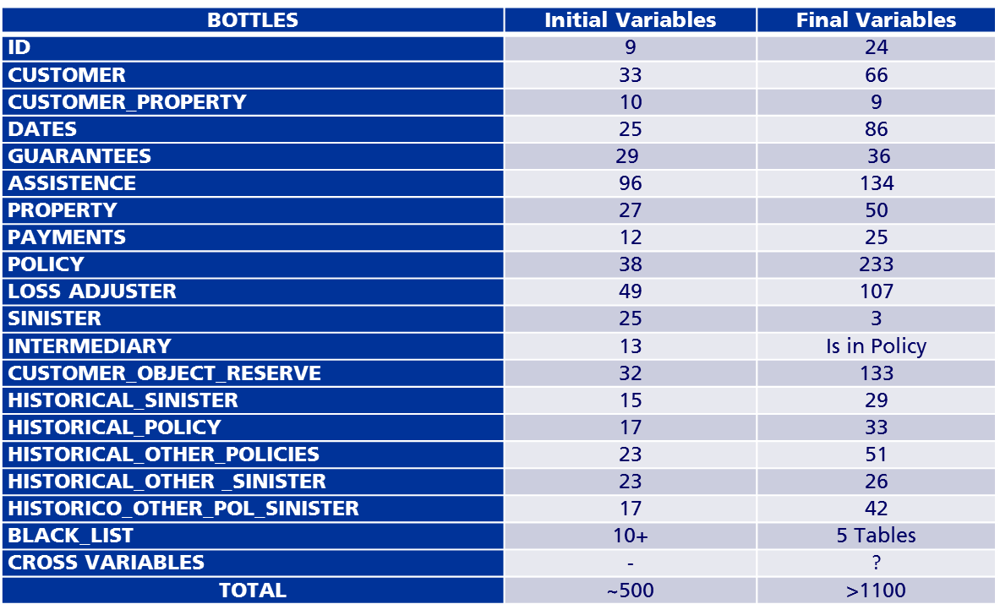 BOTTLES Initial Variables Final Variables
ID 9 24
CUSTOMER 33 66
CUSTOMER_PROPERTY 10 9
DATES 25 86
GUARANTEES 29 36
ASSISTENCE 96 134
PROPERTY 27 50
PAYMENTS 12 25
POLICY 38 233
LOSS ADJUSTER 49 107
SINISTER 25 3
INTERMEDIARY 13 Is in Policy
CUSTOMER_OBJECT_RESERVE 32 133
HISTORICAL_SINISTER 15 29
HISTORICAL_POLICY 17 33
HISTORICAL_OTHER_POLICIES 23 51
HISTORICAL_OTHER _SINISTER 23 26
HISTORICO_OTHER_POL_SINISTER 17 42
BLACK_LIST 10+ 5 Tables
CROSS VARIABLES - ?
TOTAL ~500 >1100